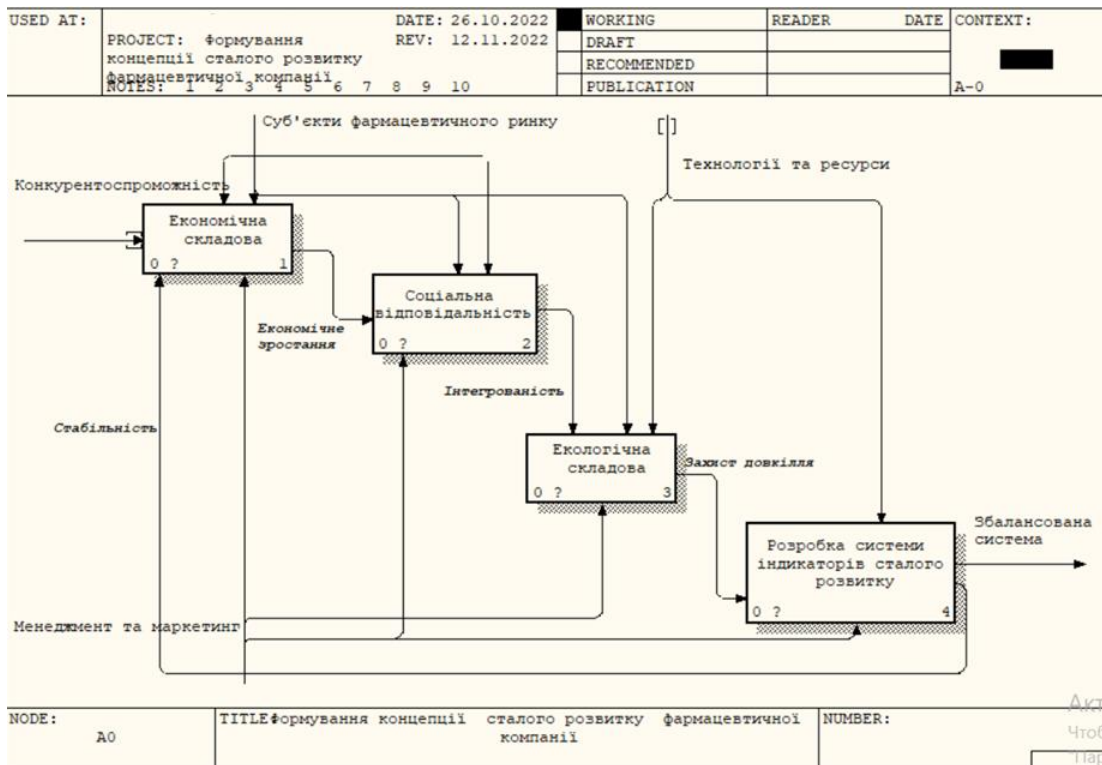 USED AT:
DATE: 26.10.2022
REV: 12.11.2022
PROJECT: Формування
концепції сталого розвитку
фармацевтичної компанії
NOTES: 1 2 3 4 5 6 7 8 9 10
WORKING
DRAFT
RECOMMENDED
PUBLICATION
READER DATE
CONTEXT:
A-0
Суб'єкти фармацевтичного ринку
[ ]
Технології та ресурси
Конкурентоспроможність
Економічна
складова
0 ? 1
Економічне
зростання
Соціальна
відповідальність
0 ? 2
Інтегрованість
Стабільність
Екологічна
складова
0 ? 3
Захист довкілля
Збалансована
система
Розробка системи
індикаторів сталого
розвитку
0 ? 4
Менеджмент та маркетинг
NODE:
A0
TITLE Формування концепції сталого розвитку фармацевтичної
компанії
NUMBER: